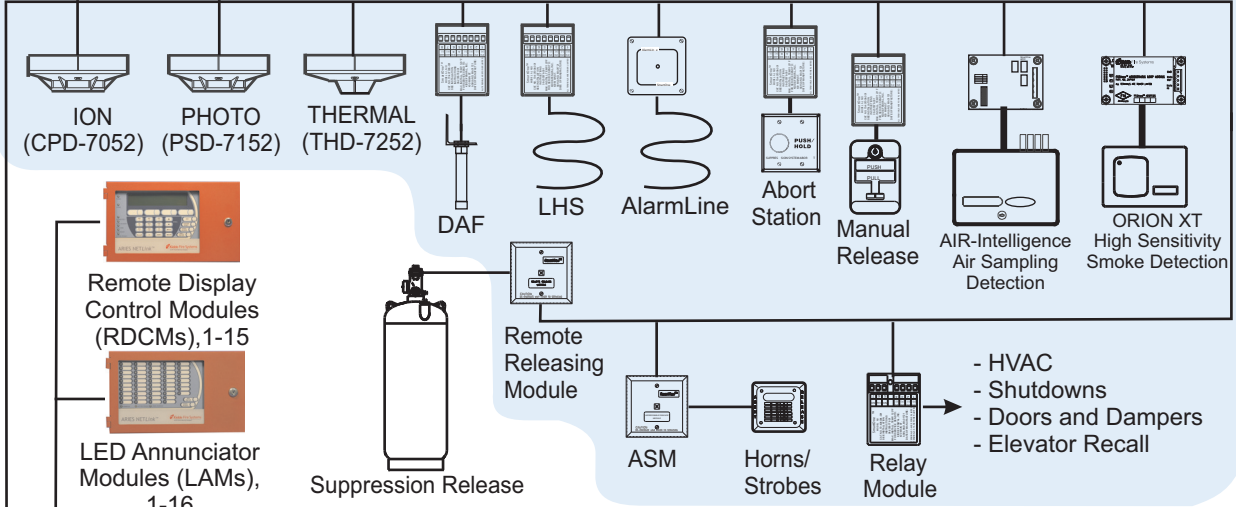 ION
(CPD-7052)
PHOTO
(PSD-7152)
THERMAL
(THD-7252)
DAF
LHS
AlarmLine
PUSH/
HOLD
Abort
Station
PUSH
PULL
Manual
Release
AIR-Intelligence
Air Sampling
Detection
ORION XT
High Sensitivity
Smoke Detection
Remote Display
Control Modules
(RDCMs),1-15
LED Annunciator
Modules (LAMs),
1-16
Suppression Release
Remote
Releasing
Module
ASM
Horns/
Strobes
Relay
Module
- HVAC
- Shutdowns
- Doors and Dampers
- Elevator Recall